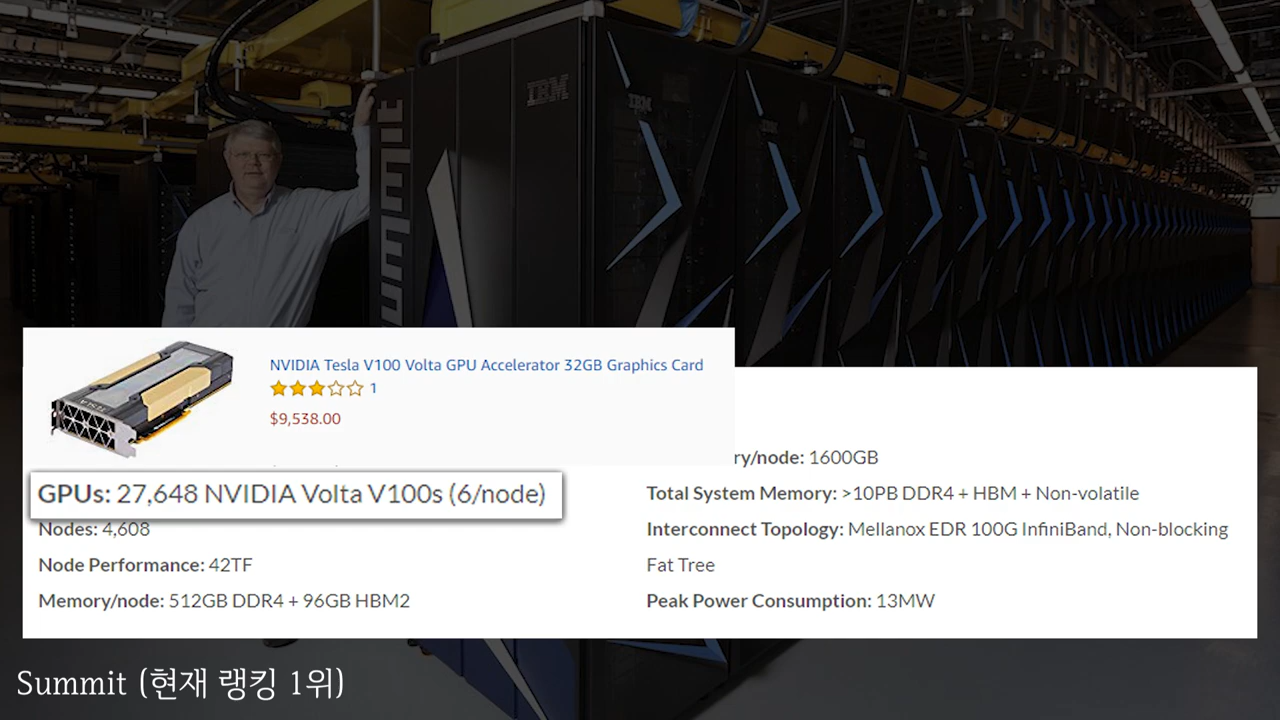 IBM
IBM
summit
NVIDIA Tesla V100 Volta GPU Accelerator 32GB Graphics Card
1
$9,538.00
TESLA
GPUs: 27,648 NVIDIA Volta V100s (6/node)
Nodes: 4,608
Node Performance: 42TF
Memory/node: 512GB DDR4 + 96GB HBM2
ry/node: 1600GB
Total System Memory: >10PB DDR4 + HBM + Non-volatile
Interconnect Topology: Mellanox EDR 100G InfiniBand, Non-blocking
Fat Tree
Peak Power Consumption: 13MW
Summit (현재 랭킹 1위)